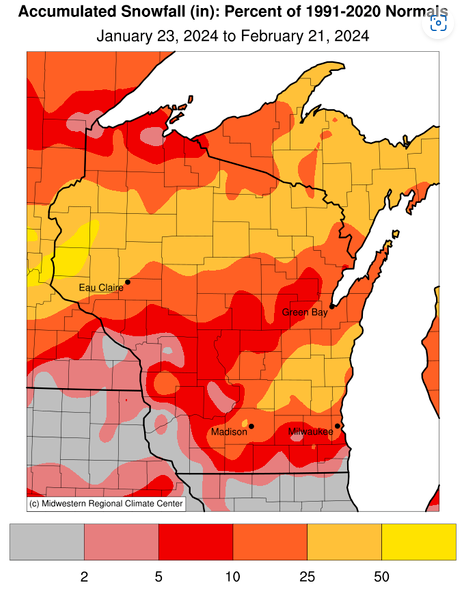 Accumulated Snowfall (in): Percent of 1991-2020 Normals
January 23, 2024 to February 21, 2024
Eau Claire
Green Bay
Madison
Milwaukee
(c) Midwestern Regional Climate Center
2 5 10 25 50